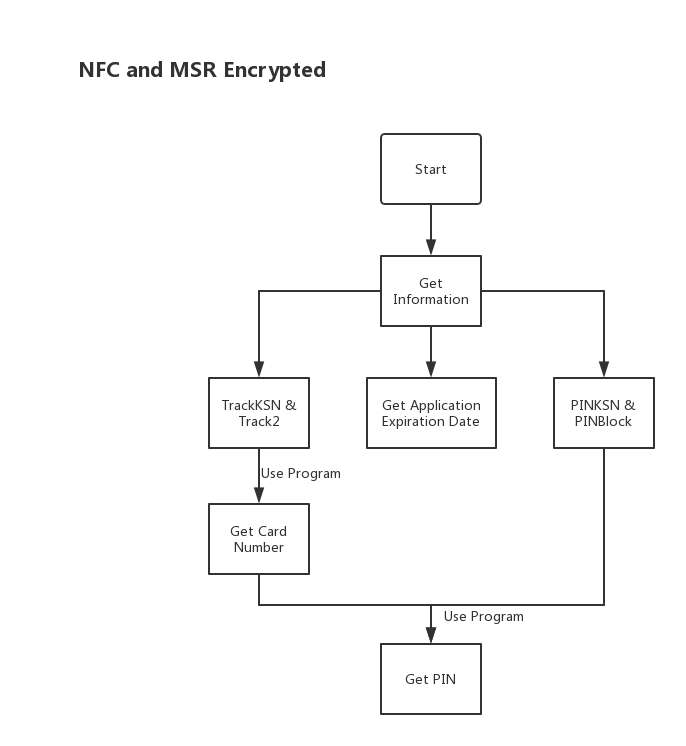 NFC and MSR Encrypted
Start
Get
Information
TrackKSN &
Track2
Get Application
Expiration Date
PINKSN &
PINBlock
Use Program
Get Card
Number
Use Program
Get PIN